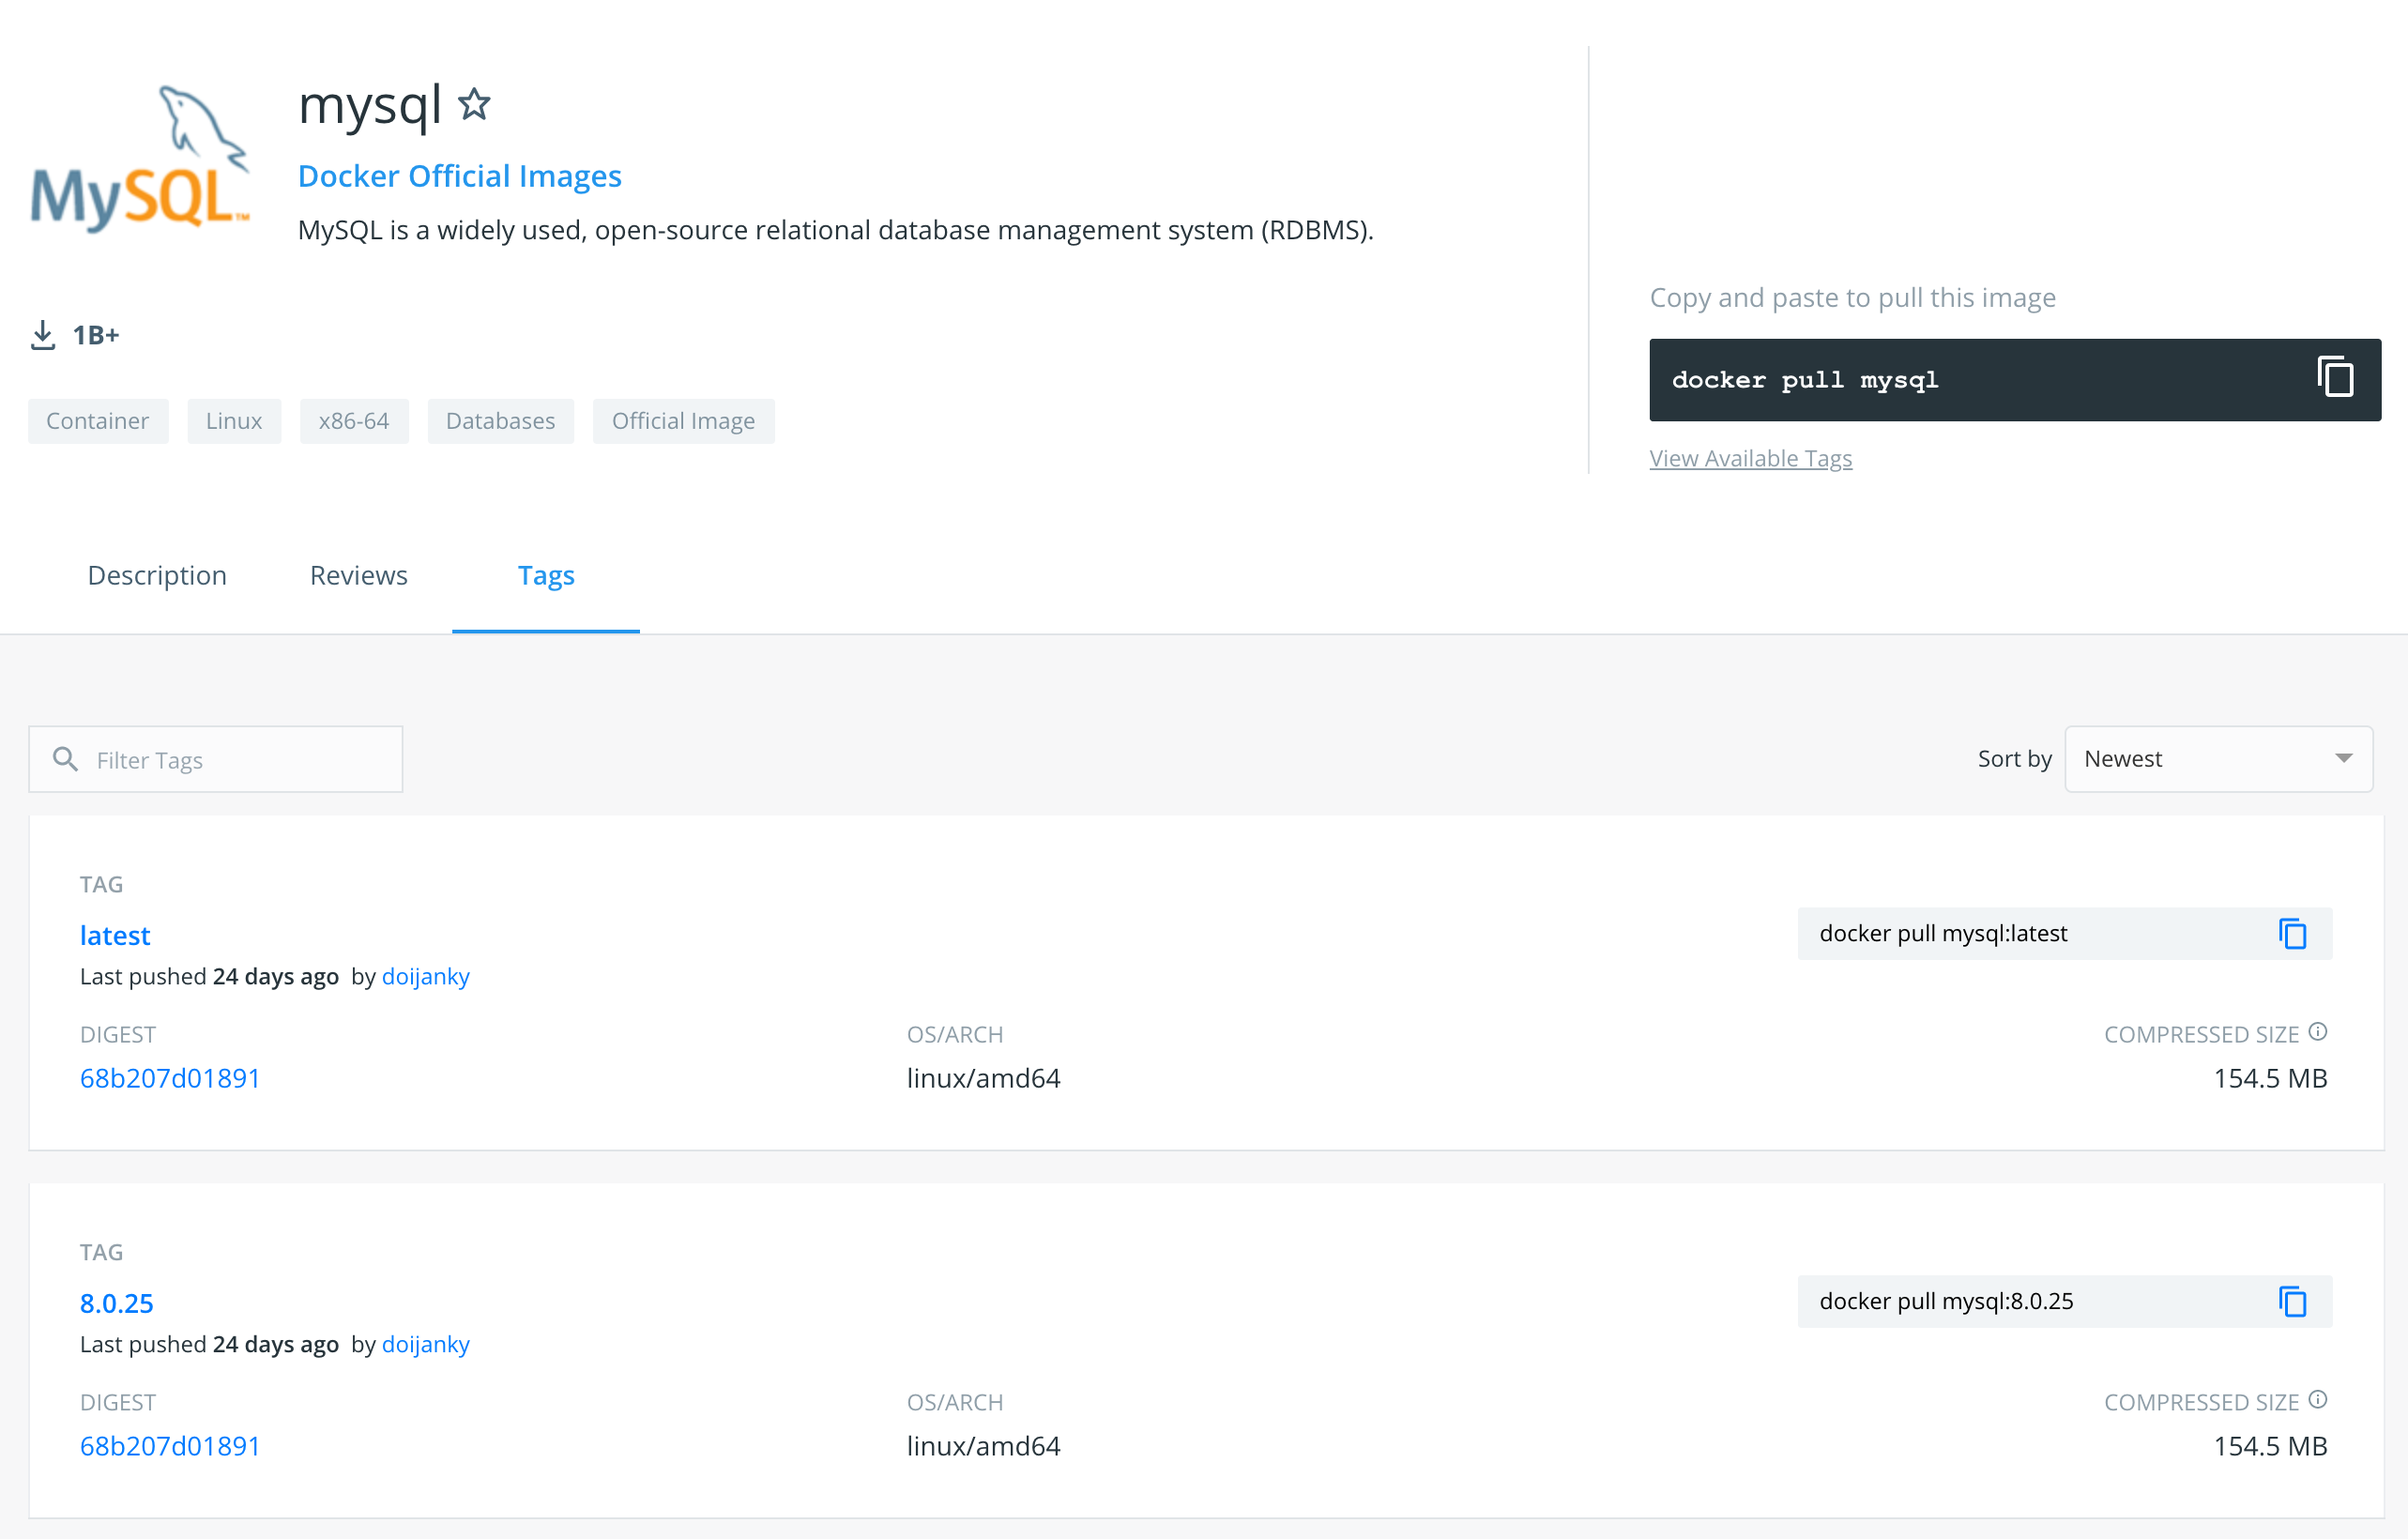 MySQL™
mysql
Docker Official Images
MySQL is a widely used, open-source relational database management system (RDBMS).
1B+
Container Linux x86-64 Databases Official Image
Copy and paste to pull this image
docker pull mysql
View Available Tags
Description Reviews Tags
Filter Tags
Sort by Newest
TAG
latest
Last pushed 24 days ago by doijanky
docker pull mysql:latest
DIGEST OS/ARCH COMPRESSED SIZE
68b207d01891 linux/amd64 154.5 MB
TAG
8.0.25
Last pushed 24 days ago by doijanky
docker pull mysql:8.0.25
DIGEST OS/ARCH COMPRESSED SIZE
68b207d01891 linux/amd64 154.5 MB